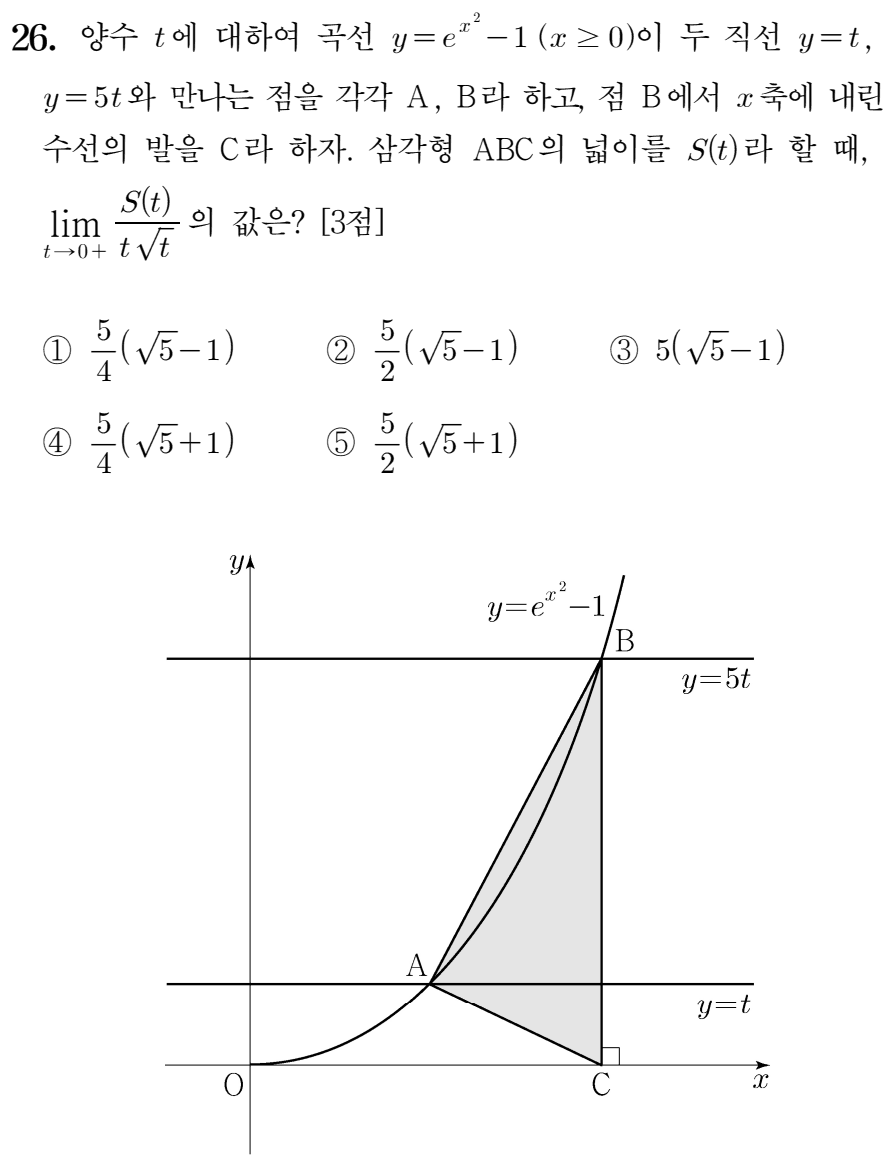 26. 양수 t에 대하여 곡선 y=e^{x^2}-1 (x≥0)이 두 직선 y=t,
y=5t와 만나는 점을 각각 A, B라 하고, 점 B에서 x축에 내린
수선의 발을 C라 하자. 삼각형 ABC의 넓이를 S(t)라 할 때,
lim_{t→0+} \frac{S(t)}{t√t} 의 값은? [3점]
① \frac{5}{4}(√5-1) ② \frac{5}{2}(√5-1) ③ 5(√5-1)
④ \frac{5}{4}(√5+1) ⑤ \frac{5}{2}(√5+1)
y
y=e^{x^2}-1
B
y=5t
A
y=t
O C x